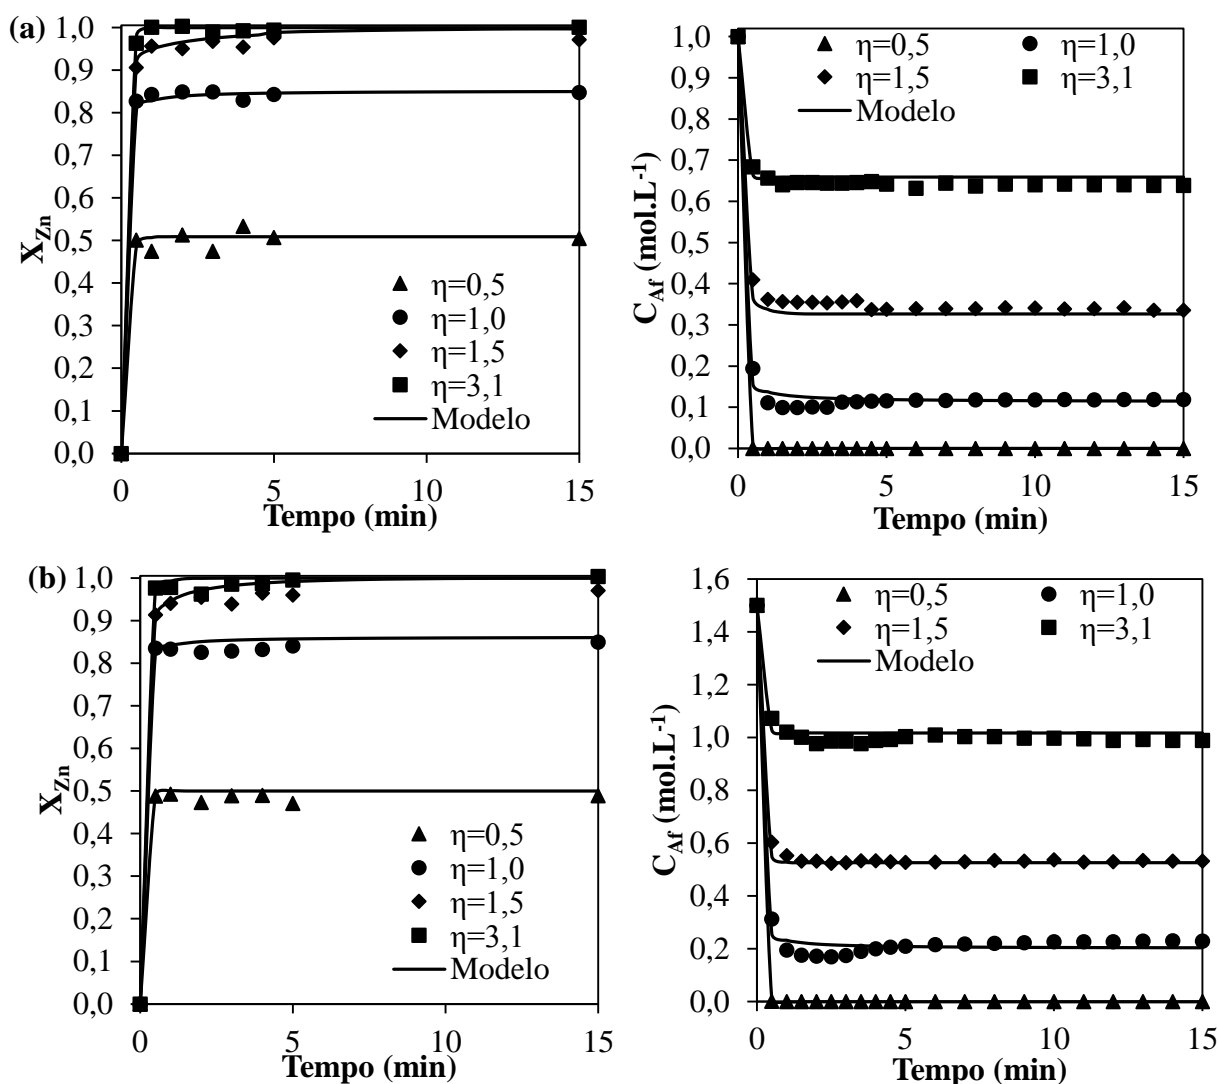 (a)
1,0
0,9
0,8
0,7
0,6
0,5
0,4
0,3
0,2
0,1
0,0
X_Zn
η=0,5
η=1,0
η=1,5
η=3,1
Modelo
0 5 10 15
Tempo (min)
1,0
0,9
0,8
0,7
0,6
0,5
0,4
0,3
0,2
0,1
0,0
C_Af (mol.L⁻¹)
η=0,5 η=1,0
η=1,5 η=3,1
Modelo
0 5 10 15
Tempo (min)
(b)
1,0
0,9
0,8
0,7
0,6
0,5
0,4
0,3
0,2
0,1
0,0
X_Zn
η=0,5
η=1,0
η=1,5
η=3,1
Modelo
0 5 10 15
Tempo (min)
1,6
1,4
1,2
1,0
0,8
0,6
0,4
0,2
0,0
C_Af (mol.L⁻¹)
η=0,5 η=1,0
η=1,5 η=3,1
Modelo
0 5 10 15
Tempo (min)